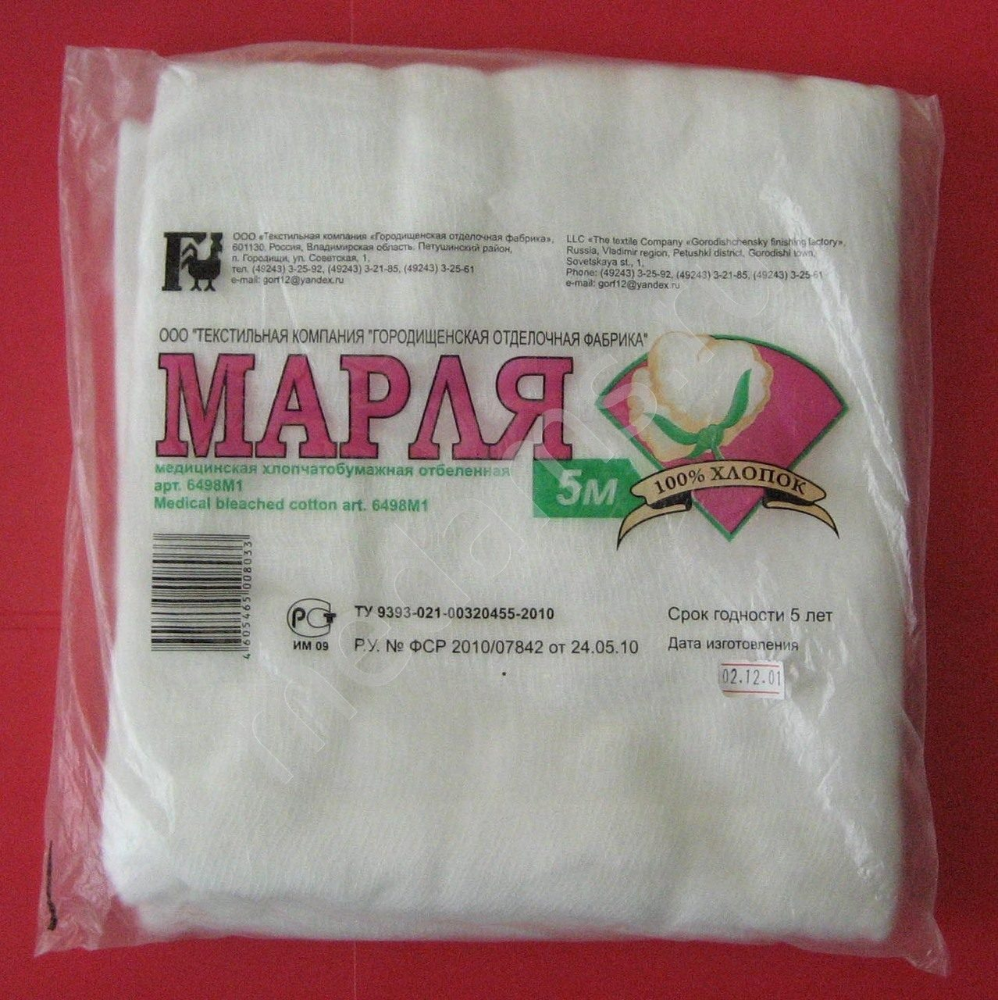 ООО «Текстильная компания «Городищенская отделочная фабрика»,
601130, Россия, Владимирская область, Петушинский район,
п. Городищи, ул. Советская, 1,
тел. (49243) 3-25-92, (49243) 3-21-85, (49243) 3-25-61
e-mail: gorf12@yandex.ru
LLC «The textile Company «Gorodishchensky finishing factory»,
Russia, Vladimir region, Petushki district, Gorodishi town,
Sovetskaya st., 1,
Phone: (49243) 3-25-92, (49243) 3-21-85, (49243) 3-25-61
e-mail: gorf12@yandex.ru
ООО "ТЕКСТИЛЬНАЯ КОМПАНИЯ "ГОРОДИЩЕНСКАЯ ОТДЕЛОЧНАЯ ФАБРИКА"
МАРЛЯ
медицинская хлопчатобумажная отбеленная
арт. 6498М1
Medical bleached cotton art. 6498M1
5м
100% ХЛОПОК
4 605465 008033
РСТ
ИМ 09
ТУ 9393-021-00320455-2010
Р.У. № ФСР 2010/07842 от 24.05.10
Срок годности 5 лет
Дата изготовления
02.12.01